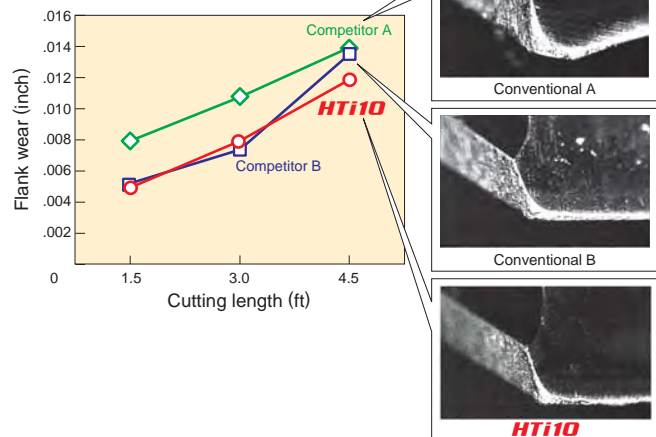 .016
.014
.012
.010
.008
.006
.004
.002
0
1.5
3.0
4.5
Flank wear (inch)
Cutting length (ft)
Competitor A
HTi10
Competitor B
Conventional A
Conventional B
HTi10